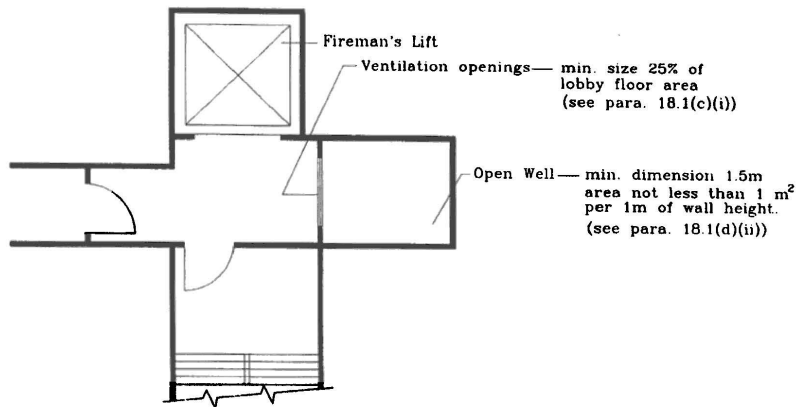 Fireman's Lift
Ventilation openings— min. size 25% of
lobby floor area
(see para. 18.1(c)(i))
Open Well— min. dimension 1.5m
area not less than 1 m²
per 1m of wall height.
(see para. 18.1(d)(ii))